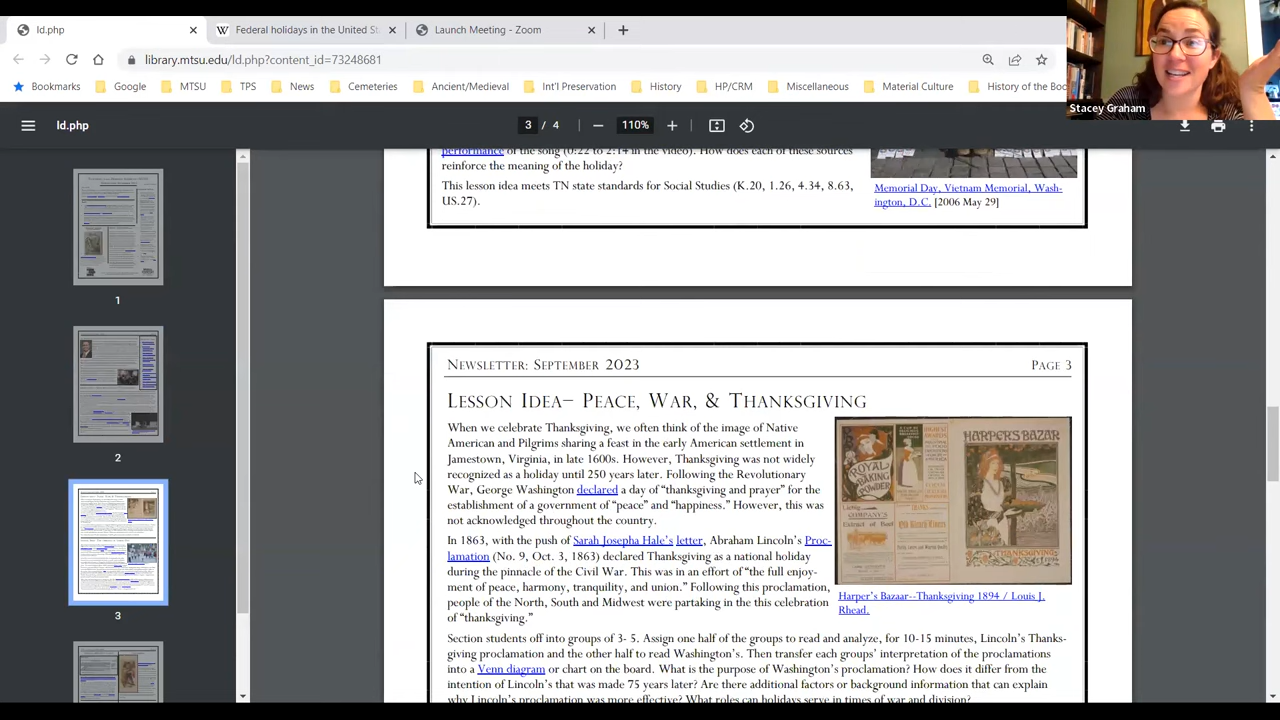 ld.php
Federal holidays in the United St
Launch Meeting - Zoom
library.mtsu.edu/ld.php?content_id=73248681
Bookmarks
Google
MTSU
TPS
News
Cemeteries
Ancient/Medieval
Int'l Preservation
History
HP/CRM
Miscellaneous
Material Culture
History of the Boo
Stacey Graham
ld.php
3 / 4
110%
1
2
3
performance of the song (0:22 to 2:14 in the video). How does each of these sources
reinforce the meaning of the holiday?
This lesson idea meets TN state standards for Social Studies (K.20, 1.26, 4.34, 8.63,
US.27).
Memorial Day, Vietnam Memorial, Wash-
ington, D.C. [2006 May 29]
Newsletter: September 2023
Page 3
Lesson Idea– Peace, War, & Thanksgiving
When we celebrate Thanksgiving, we often think of the image of Native
American and Pilgrims sharing a feast in the early American settlement in
Jamestown, Virginia, in late 1600s. However, Thanksgiving was not widely
recognized as a holiday until 250 years later. Following the Revolutionary
War, George Washington declared a day of “thanksgiving and prayer” for the
establishment of a government of “peace” and “happiness.” However, this was
not acknowledged throughout the country.
In 1863, with the push of Sarah Josepha Hale’s letter, Abraham Lincoln’s Proc-
lamation (No. 9, Oct. 3, 1863) declared Thanksgiving as a national holiday
during the pinnacle of the Civil War. This was in an effort of “the full enjoy-
ment of peace, harmony, tranquility, and union.” Following this proclamation,
people of the North, South and Midwest were partaking in the this celebration
of “thanksgiving.”
ROYAL
BAKING
POWDER
HARPER'S BAZAR
THANKSGIVING
Harper’s Bazaar--Thanksgiving 1894 / Louis J.
Rhead.
Section students off into groups of 3- 5. Assign one half of the groups to read and analyze, for 10-15 minutes, Lincoln’s Thanks-
giving proclamation and the other half to read Washington’s. Then transfer each groups’ interpretation of the proclamations
into a Venn diagram or chart on the board. What is the purpose of Washington’s proclamation? How does it differ from the
intention of Lincoln’s that was made 75 years later? Are there additional factors or background information that can explain
why Lincoln’s proclamation was more effective? What roles can holidays serve in times of war and division?